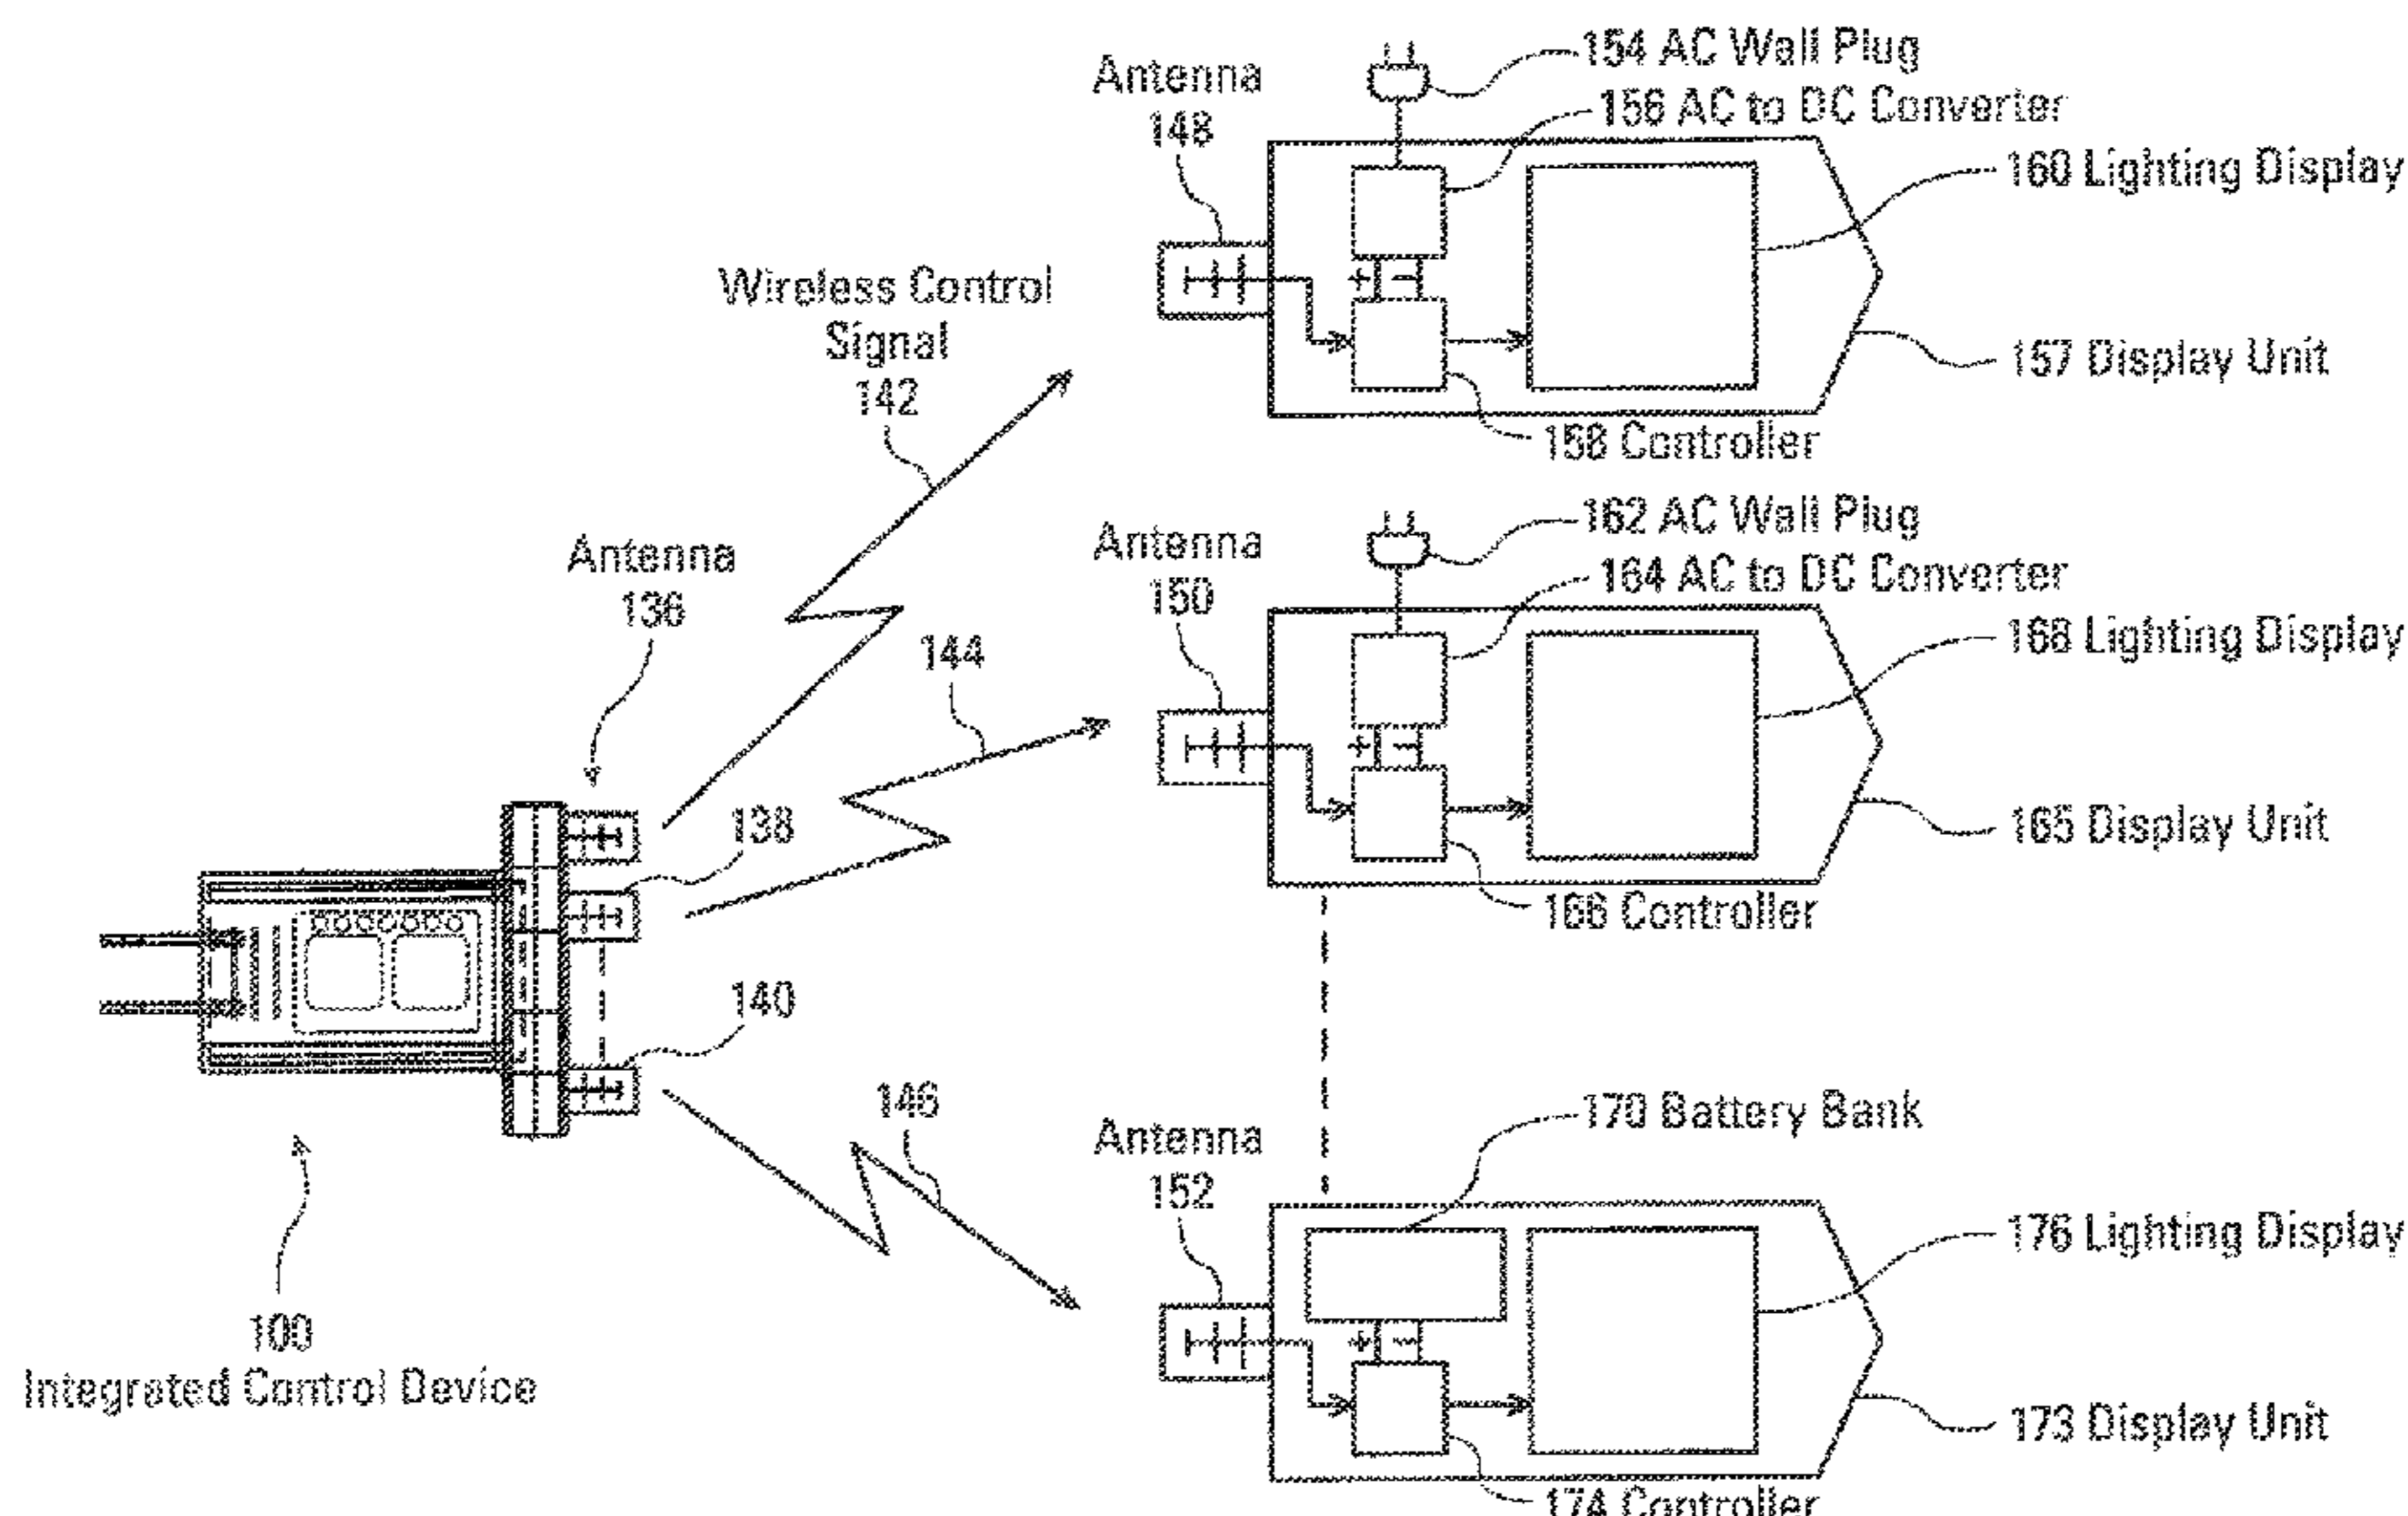 Antenna
148
154 AC Wall Plug
156 AC to DC Converter
160 Lighting Display
157 Display Unit
158 Controller
Wireless Control
Signal
142
Antenna
136
144
138
140
146
100
Integrated Control Device
Antenna
150
162 AC Wall Plug
164 AC to DC Converter
168 Lighting Display
165 Display Unit
166 Controller
Antenna
152
170 Battery Bank
176 Lighting Display
173 Display Unit
174 Controller
+ −
+ −
+ −